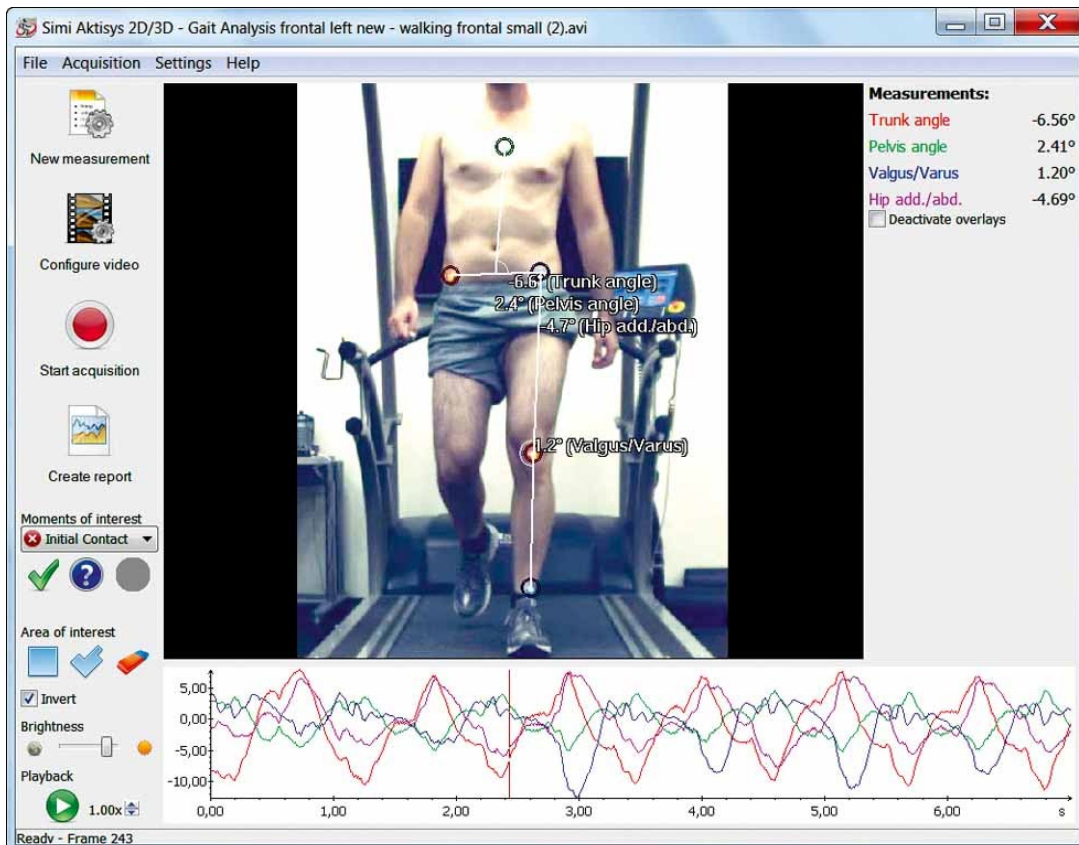 Simi Aktisys 2D/3D - Gait Analysis frontal left new - walking frontal small (2).avi
File Acquisition Settings Help
New measurement
Configure video
Start acquisition
Create report
Moments of interest
Initial Contact
Area of interest
Invert
Brightness
Playback
1.00x
-6.6° (Trunk angle)
2.4° (Pelvis angle)
-4.7° (Hip add./abd.)
1.2° (Valgus/Varus)
Measurements:
Trunk angle -6.56°
Pelvis angle 2.41°
Valgus/Varus 1.20°
Hip add./abd. -4.69°
Deactivate overlays
5,00
0,00
-5,00
-10,00
0,00 1,00 2,00 3,00 4,00 5,00 6,00 s
Ready - Frame 243